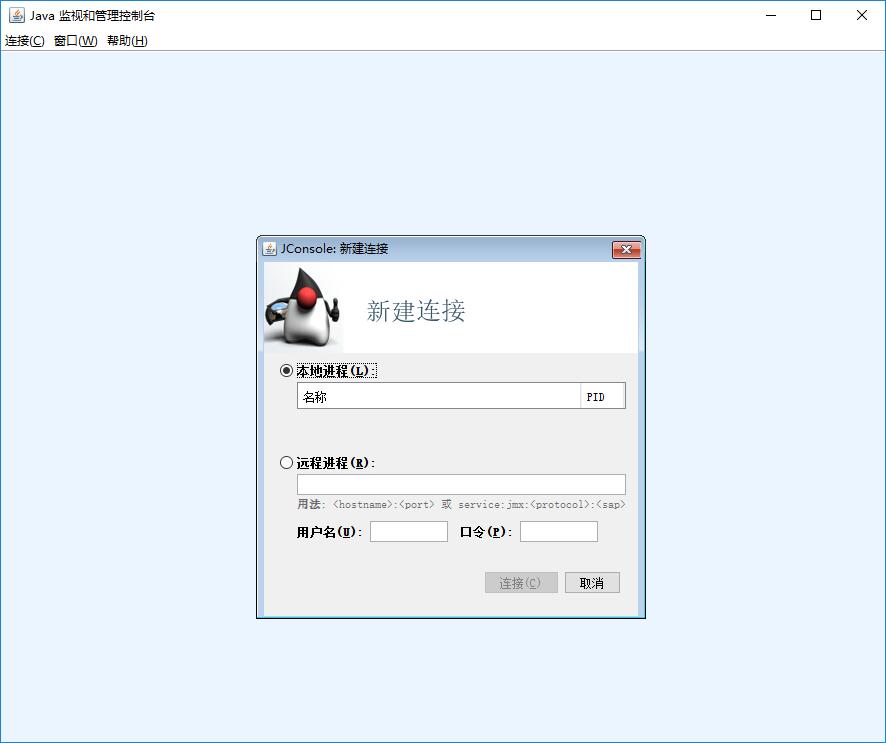 Java 监视和管理控制台
连接(C) 窗口(W) 帮助(H)
JConsole: 新建连接
新建连接
本地进程(L):
名称 PID
远程进程(R):
用法: <hostname>:<port> 或 service:jmx:<protocol>:<sap>
用户名(U): 口令(P):
连接(C) 取消